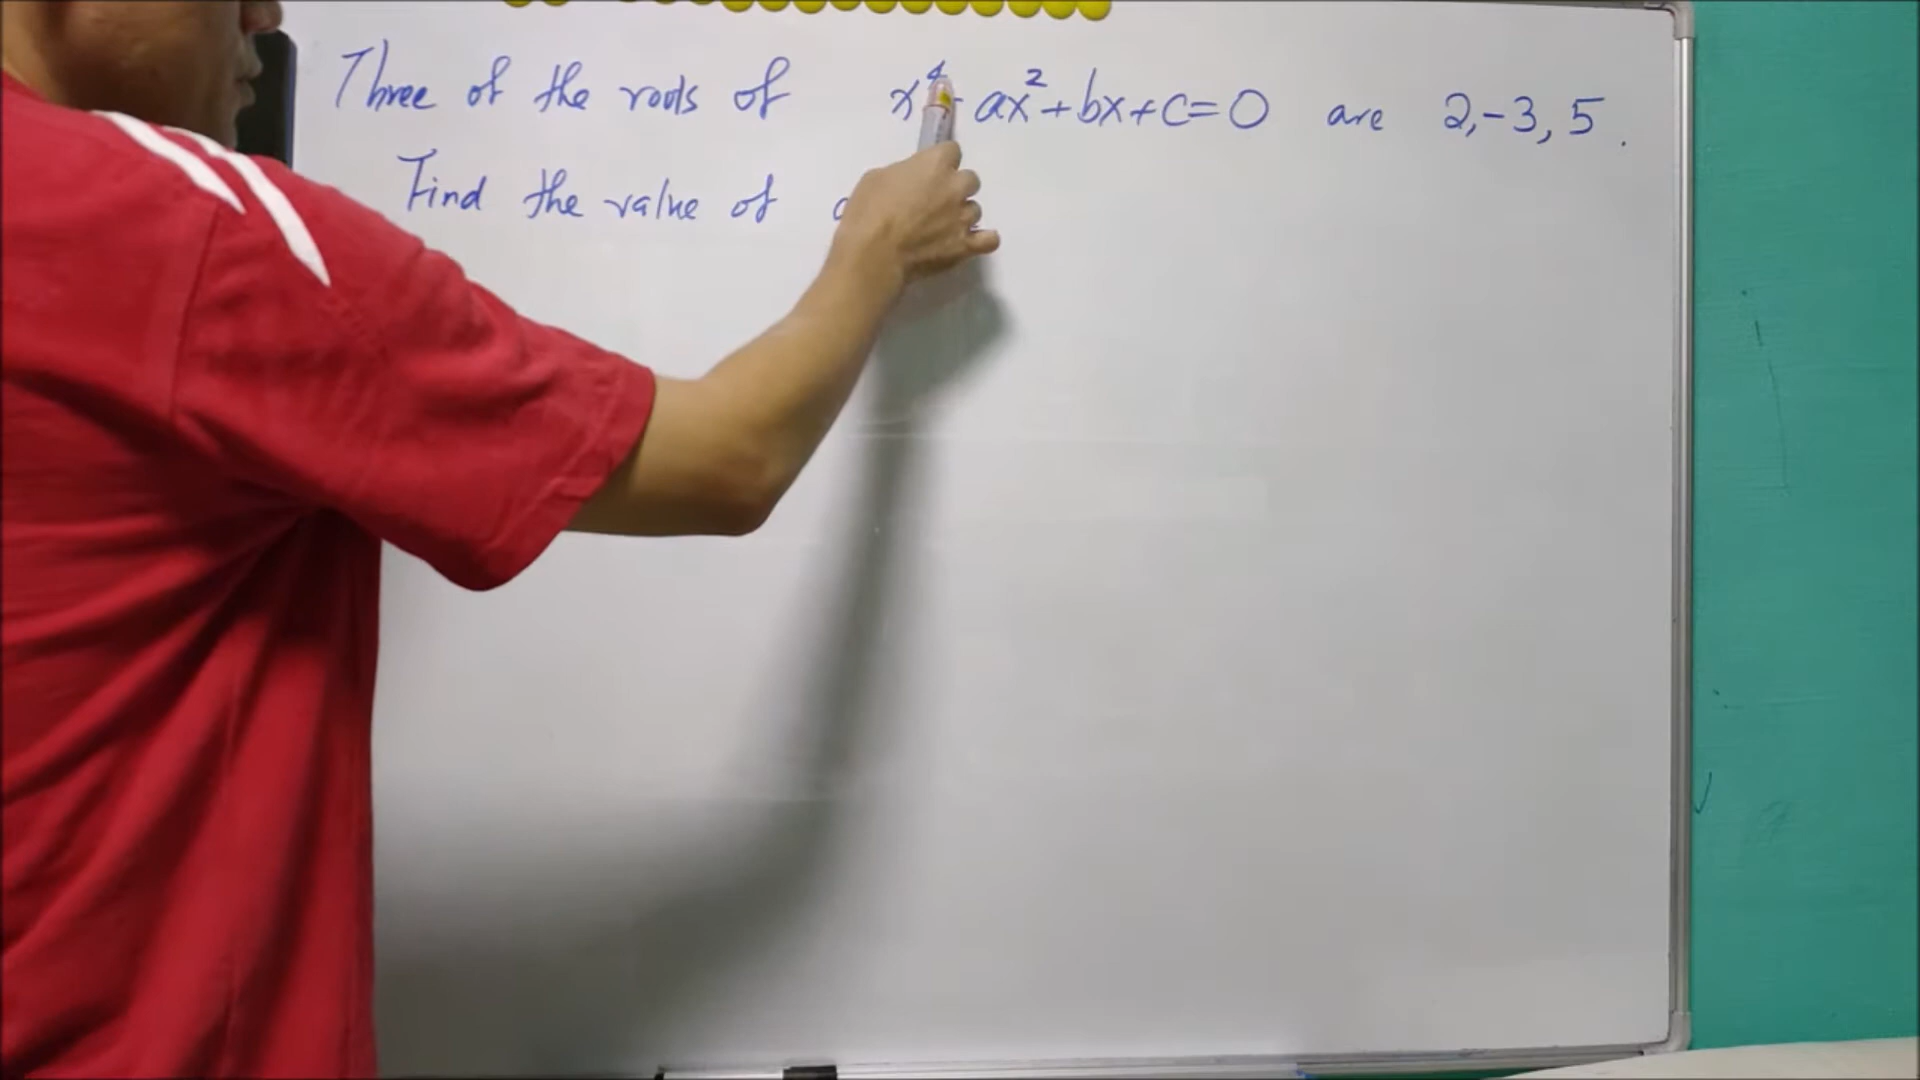 Three of the roots of x⁴ - ax² + bx + c = 0 are 2, -3, 5.
Find the value of